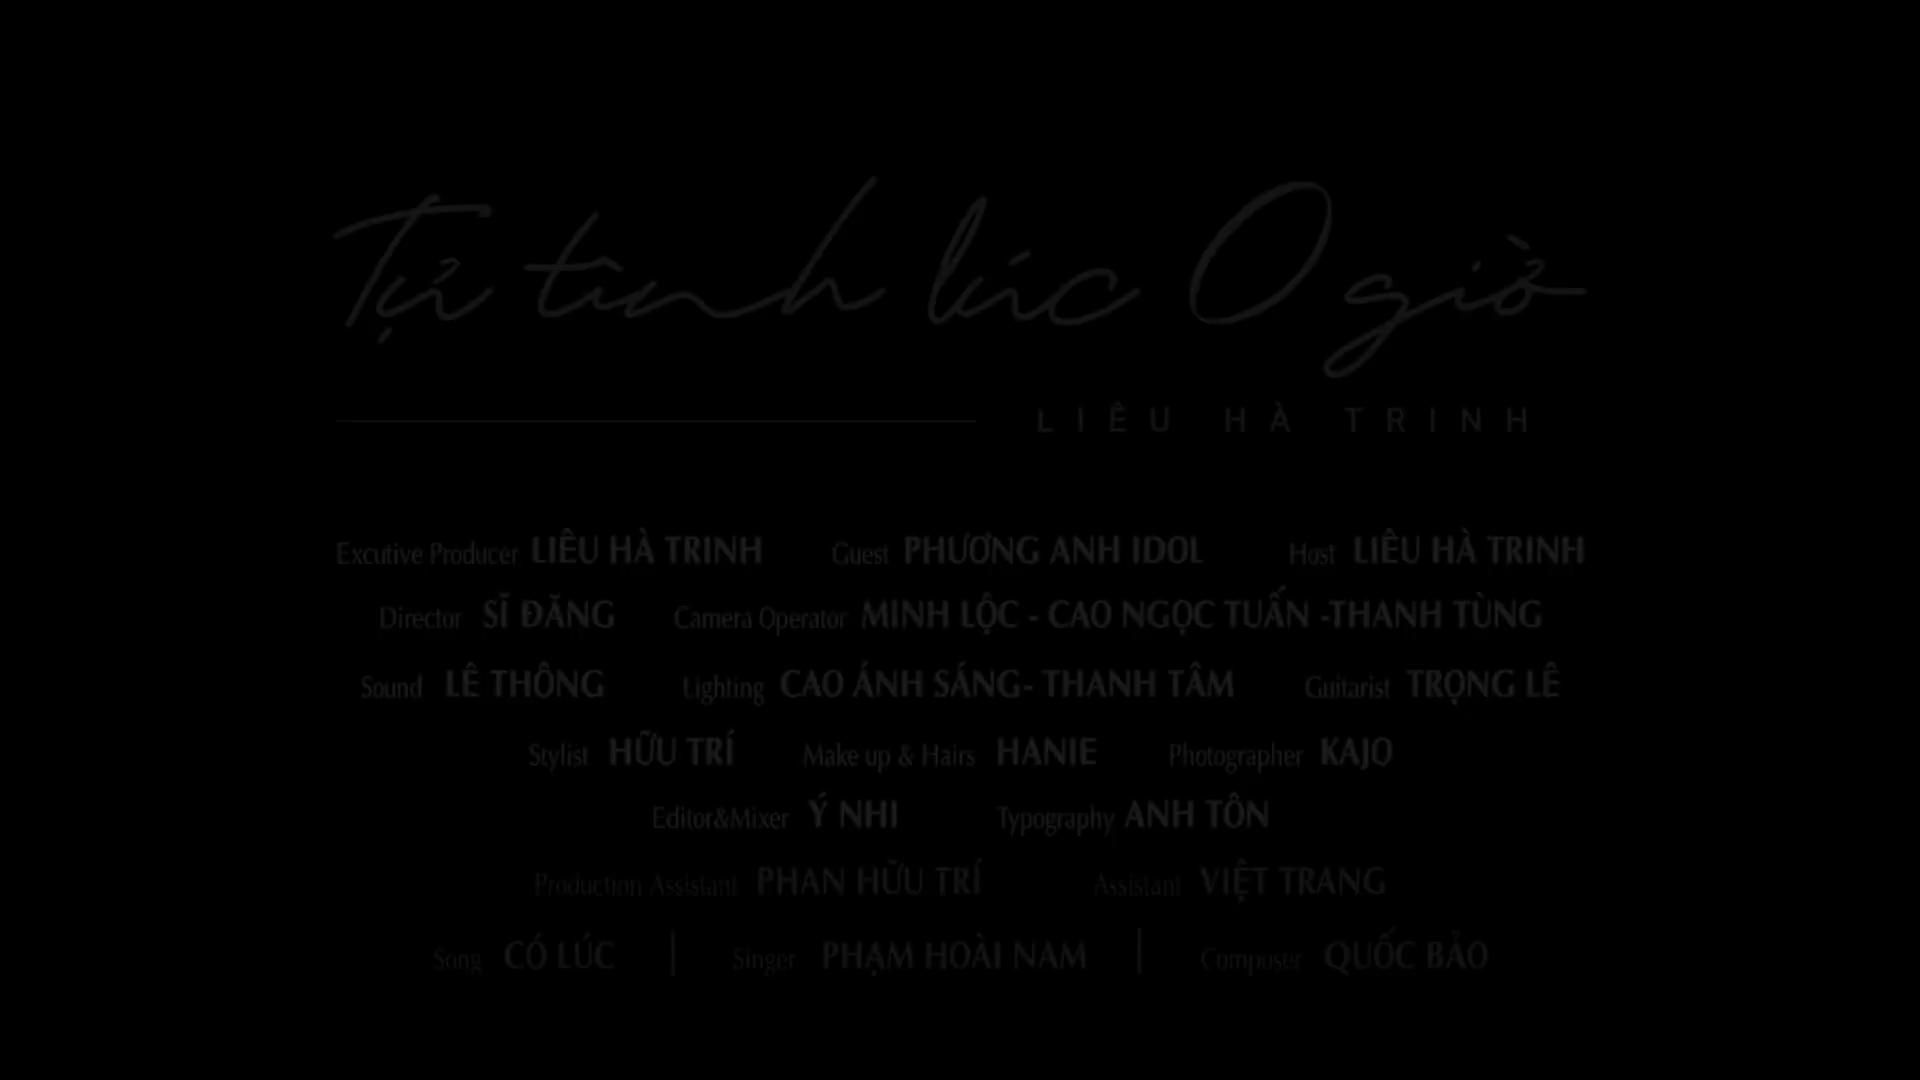 Tự tình lúc 0 giờ
LIÊU HÀ TRINH
Excutive Producer LIÊU HÀ TRINH Guest PHƯƠNG ANH IDOL Host LIÊU HÀ TRINH
Director SĨ ĐĂNG Camera Operator MINH LỘC - CAO NGỌC TUẤN -THANH TÙNG
Sound LÊ THÔNG Lighting CAO ÁNH SÁNG- THANH TÂM Guitarist TRỌNG LÊ
Stylist HỮU TRÍ Make up & Hairs HANIE Photographer KAJO
Editor&Mixer Ý NHI Typography ANH TÔN
Production Assistant PHAN HỮU TRÍ Assistant VIỆT TRANG
Song CÓ LÚC | Singer PHẠM HOÀI NAM | Composer QUỐC BẢO